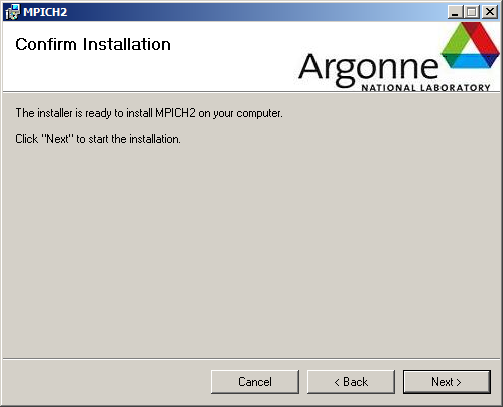 MPICH2
Confirm Installation
Argonne
NATIONAL LABORATORY
The installer is ready to install MPICH2 on your computer.
Click "Next" to start the installation.
Cancel
< Back
Next >